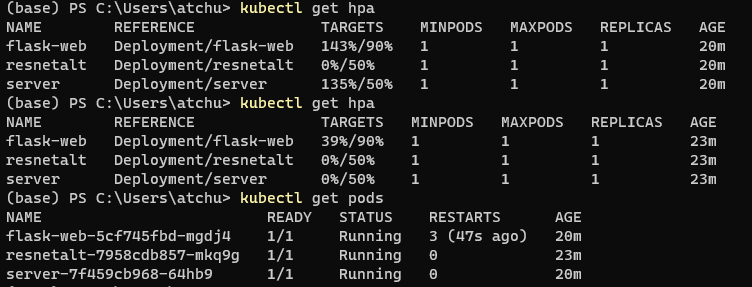 (base) PS C:\Users\atchu> kubectl get hpa
NAME REFERENCE TARGETS MINPODS MAXPODS REPLICAS AGE
flask-web Deployment/flask-web 143%/90% 1 1 1 20m
resnetalt Deployment/resnetalt 0%/50% 1 1 1 20m
server Deployment/server 135%/50% 1 1 1 20m
(base) PS C:\Users\atchu> kubectl get hpa
NAME REFERENCE TARGETS MINPODS MAXPODS REPLICAS AGE
flask-web Deployment/flask-web 39%/90% 1 1 1 23m
resnetalt Deployment/resnetalt 0%/50% 1 1 1 23m
server Deployment/server 0%/50% 1 1 1 23m
(base) PS C:\Users\atchu> kubectl get pods
NAME READY STATUS RESTARTS AGE
flask-web-5cf745fbd-mgdj4 1/1 Running 3 (47s ago) 20m
resnetalt-7958cdb857-mkq9g 1/1 Running 0 23m
server-7f459cb968-64hb9 1/1 Running 0 20m